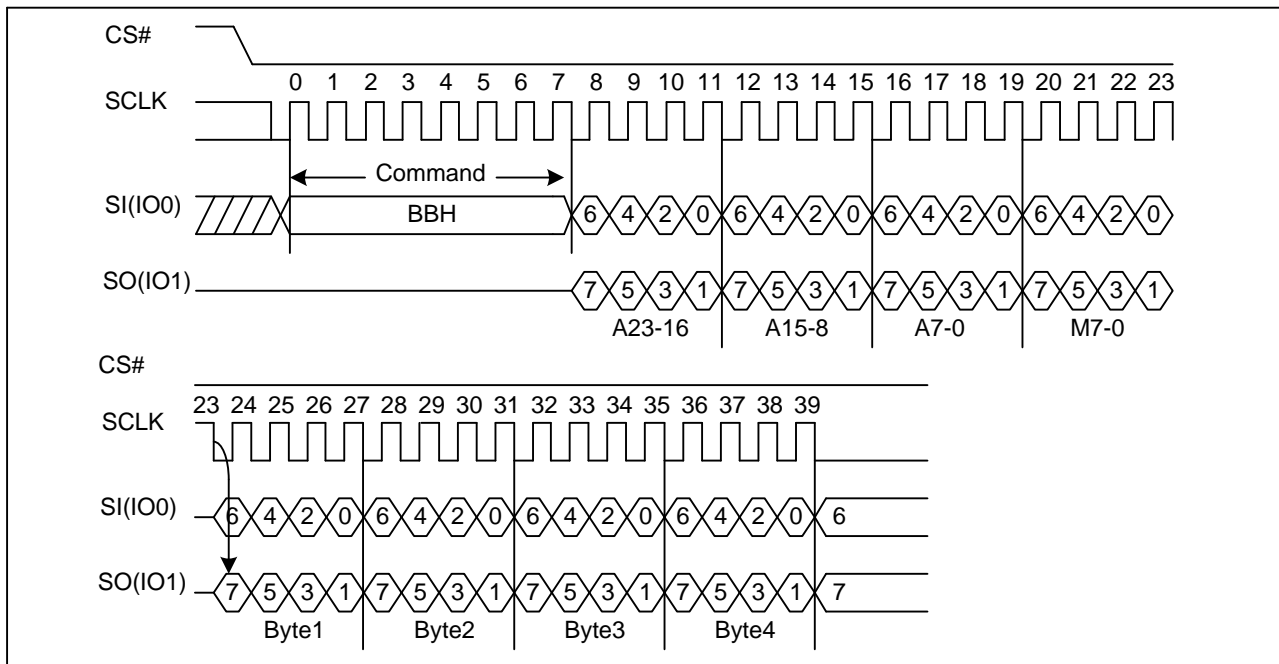 CS#
0 1 2 3 4 5 6 7 8 9 10 11 12 13 14 15 16 17 18 19 20 21 22 23
SCLK
Command
SI(IO0) BBH 6 4 2 0 6 4 2 0 6 4 2 0 6 4 2 0
SO(IO1) 7 5 3 1 7 5 3 1 7 5 3 1 7 5 3 1
A23-16 A15-8 A7-0 M7-0
CS#
23 24 25 26 27 28 29 30 31 32 33 34 35 36 37 38 39
SCLK
SI(IO0) 6 4 2 0 6 4 2 0 6 4 2 0 6 4 2 0 6
SO(IO1) 7 5 3 1 7 5 3 1 7 5 3 1 7 5 3 1 7
Byte1 Byte2 Byte3 Byte4